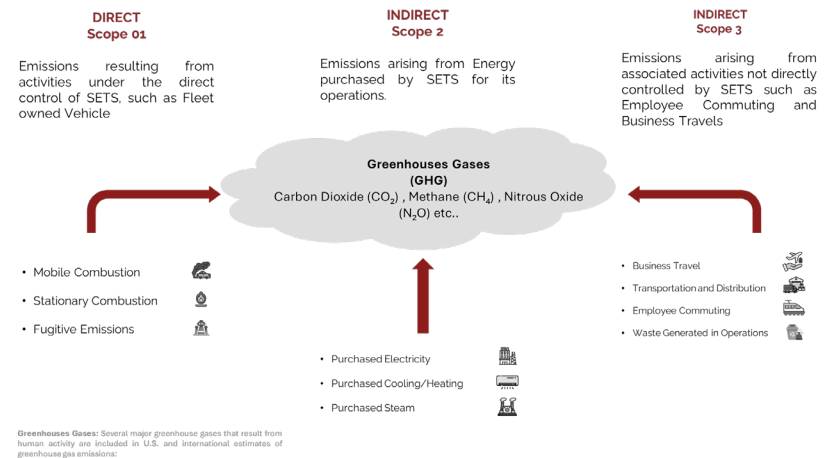 DIRECT
Scope 01
Emissions resulting from
activities under the direct
control of SETS, such as Fleet
owned Vehicle
INDIRECT
Scope 2
Emissions arising from Energy
purchased by SETS for its
operations.
INDIRECT
Scope 3
Emissions arising from
associated activities not directly
controlled by SETS such as
Employee Commuting and
Business Travels
Greenhouses Gases
(GHG)
Carbon Dioxide (CO₂) , Methane (CH₄) , Nitrous Oxide
(N₂O) etc..
• Mobile Combustion
• Stationary Combustion
• Fugitive Emissions
• Purchased Electricity
• Purchased Cooling/Heating
• Purchased Steam
• Business Travel
• Transportation and Distribution
• Employee Commuting
• Waste Generated in Operations
Greenhouses Gases: Several major greenhouse gases that result from
human activity are included in U.S. and international estimates of
greenhouse gas emissions: